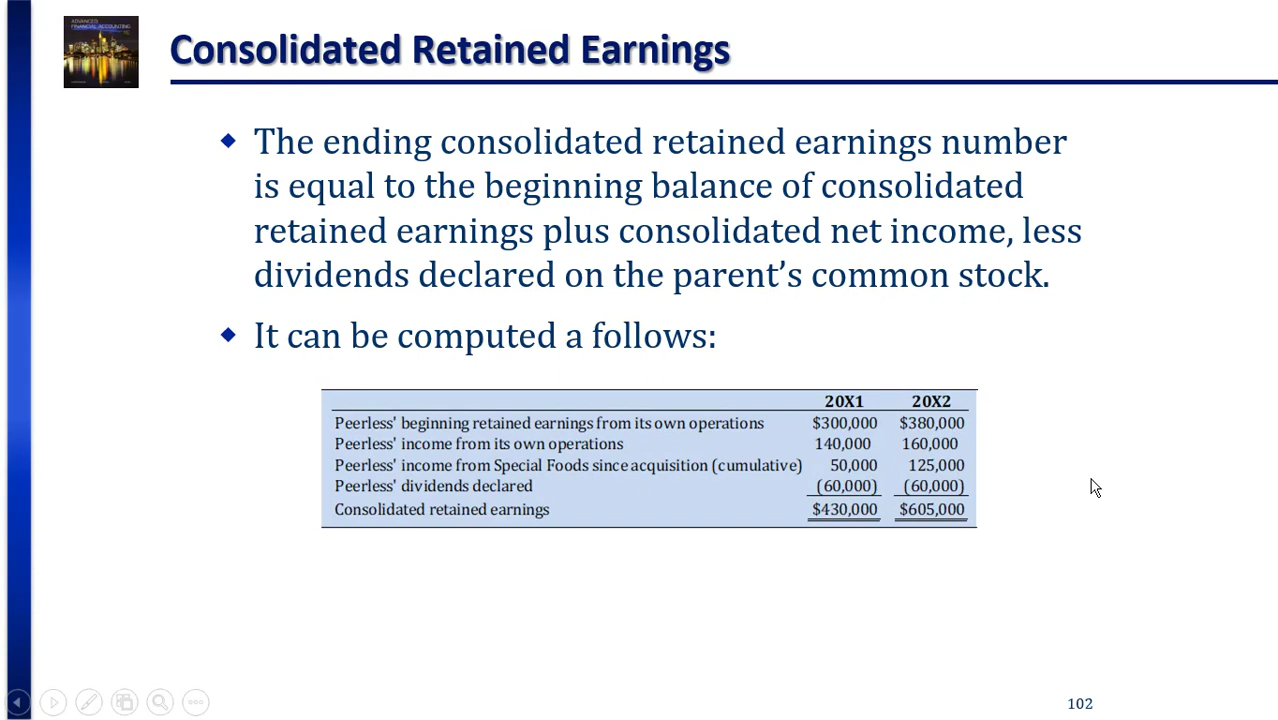 ADVANCED
FINANCIAL ACCOUNTING
Consolidated Retained Earnings
The ending consolidated retained earnings number
is equal to the beginning balance of consolidated
retained earnings plus consolidated net income, less
dividends declared on the parent’s common stock.
It can be computed a follows:
20X1 20X2
Peerless' beginning retained earnings from its own operations $300,000 $380,000
Peerless' income from its own operations 140,000 160,000
Peerless' income from Special Foods since acquisition (cumulative) 50,000 125,000
Peerless' dividends declared (60,000) (60,000)
Consolidated retained earnings $430,000 $605,000
102